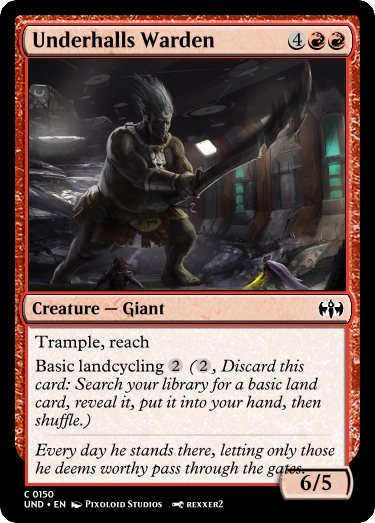 Underhalls Warden 4
Creature — Giant
Trample, reach
Basic landcycling 2 (2, Discard this
card: Search your library for a basic land
card, reveal it, put it into your hand, then
shuffle.)
Every day he stands there, letting only those
he deems worthy pass through the gates.
6/5
C 0150
UND • EN Pixoloid Studios rexxer2